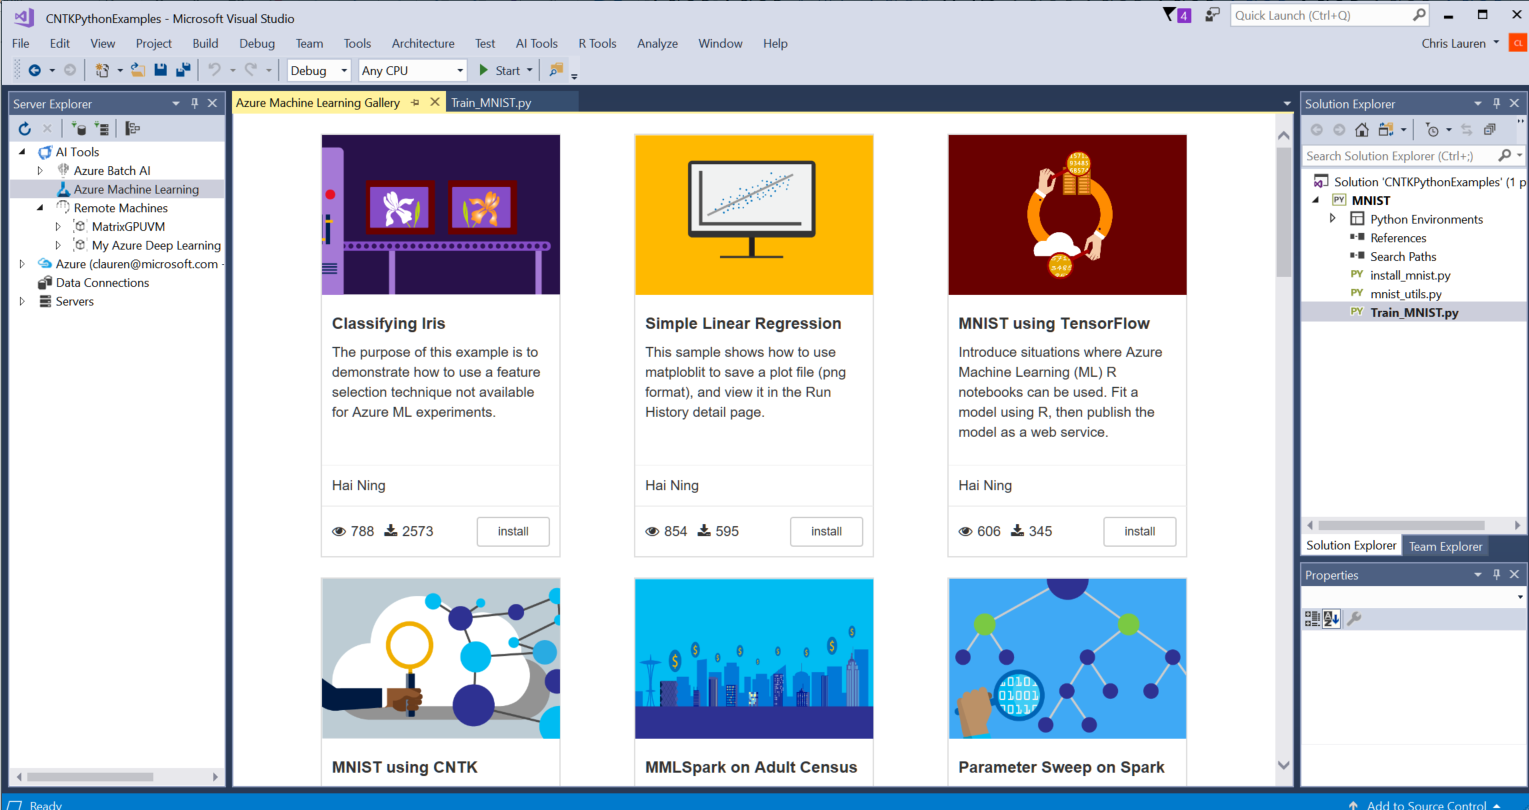 CNTKPythonExamples - Microsoft Visual Studio
4
Quick Launch (Ctrl+Q)
File Edit View Project Build Debug Team Tools Architecture Test AI Tools R Tools Analyze Window Help
Chris Lauren
CL
Debug Any CPU Start
Server Explorer
AI Tools
Azure Batch AI
Azure Machine Learning
Remote Machines
MatrixGPUVM
My Azure Deep Learning
Azure (clauren@microsoft.com -
Data Connections
Servers
Azure Machine Learning Gallery
Train_MNIST.py
Classifying Iris
The purpose of this example is to
demonstrate how to use a feature
selection technique not available
for Azure ML experiments.
Hai Ning
788 2573 install
Simple Linear Regression
This sample shows how to use
matploblit to save a plot file (png
format), and view it in the Run
History detail page.
Hai Ning
854 595 install
MNIST using TensorFlow
Introduce situations where Azure
Machine Learning (ML) R
notebooks can be used. Fit a
model using R, then publish the
model as a web service.
Hai Ning
606 345 install
MNIST using CNTK
MMLSpark on Adult Census
Parameter Sweep on Spark
Solution Explorer
Search Solution Explorer (Ctrl+;)
Solution 'CNTKPythonExamples' (1 p
PY MNIST
Python Environments
References
Search Paths
PY install_mnist.py
PY mnist_utils.py
PY Train_MNIST.py
Solution Explorer Team Explorer
Properties
Ready
Add to Source Control